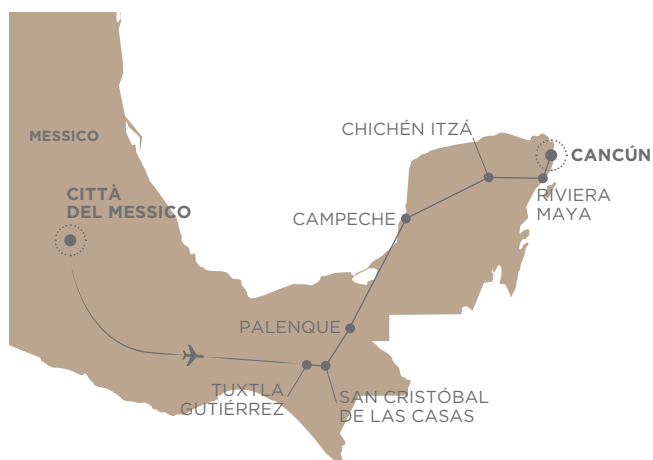 CHICHÉN ITZÁ
MESSICO
CANCÚN
CITTÀ
DEL MESSICO
RIVIERA
MAYA
CAMPECHE
PALENQUE
TUXTLA
GUTIÉRREZ
SAN CRISTÓBAL
DE LAS CASAS